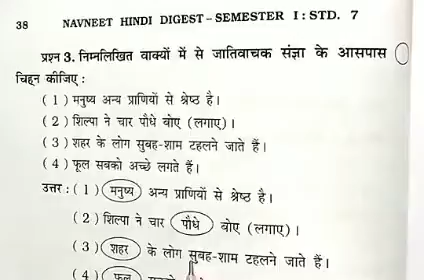 38 NAVNEET HINDI DIGEST – SEMESTER I : STD. 7
प्रश्न 3. निम्नलिखित वाक्यों में से जातिवाचक संज्ञा के आसपास
चिह्न कीजिए :
( 1 ) मनुष्य अन्य प्राणियों से श्रेष्ठ है।
( 2 ) शिल्पा ने चार पौधे बोए (लगाए)।
( 3 ) शहर के लोग सुबह-शाम टहलने जाते हैं।
( 4 ) फूल सबको अच्छे लगते हैं।
उत्तर : ( 1 ) मनुष्य अन्य प्राणियों से श्रेष्ठ है।
( 2 ) शिल्पा ने चार पौधे बोए (लगाए)।
( 3 ) शहर के लोग सुबह-शाम टहलने जाते हैं।
( 4 ) फूल